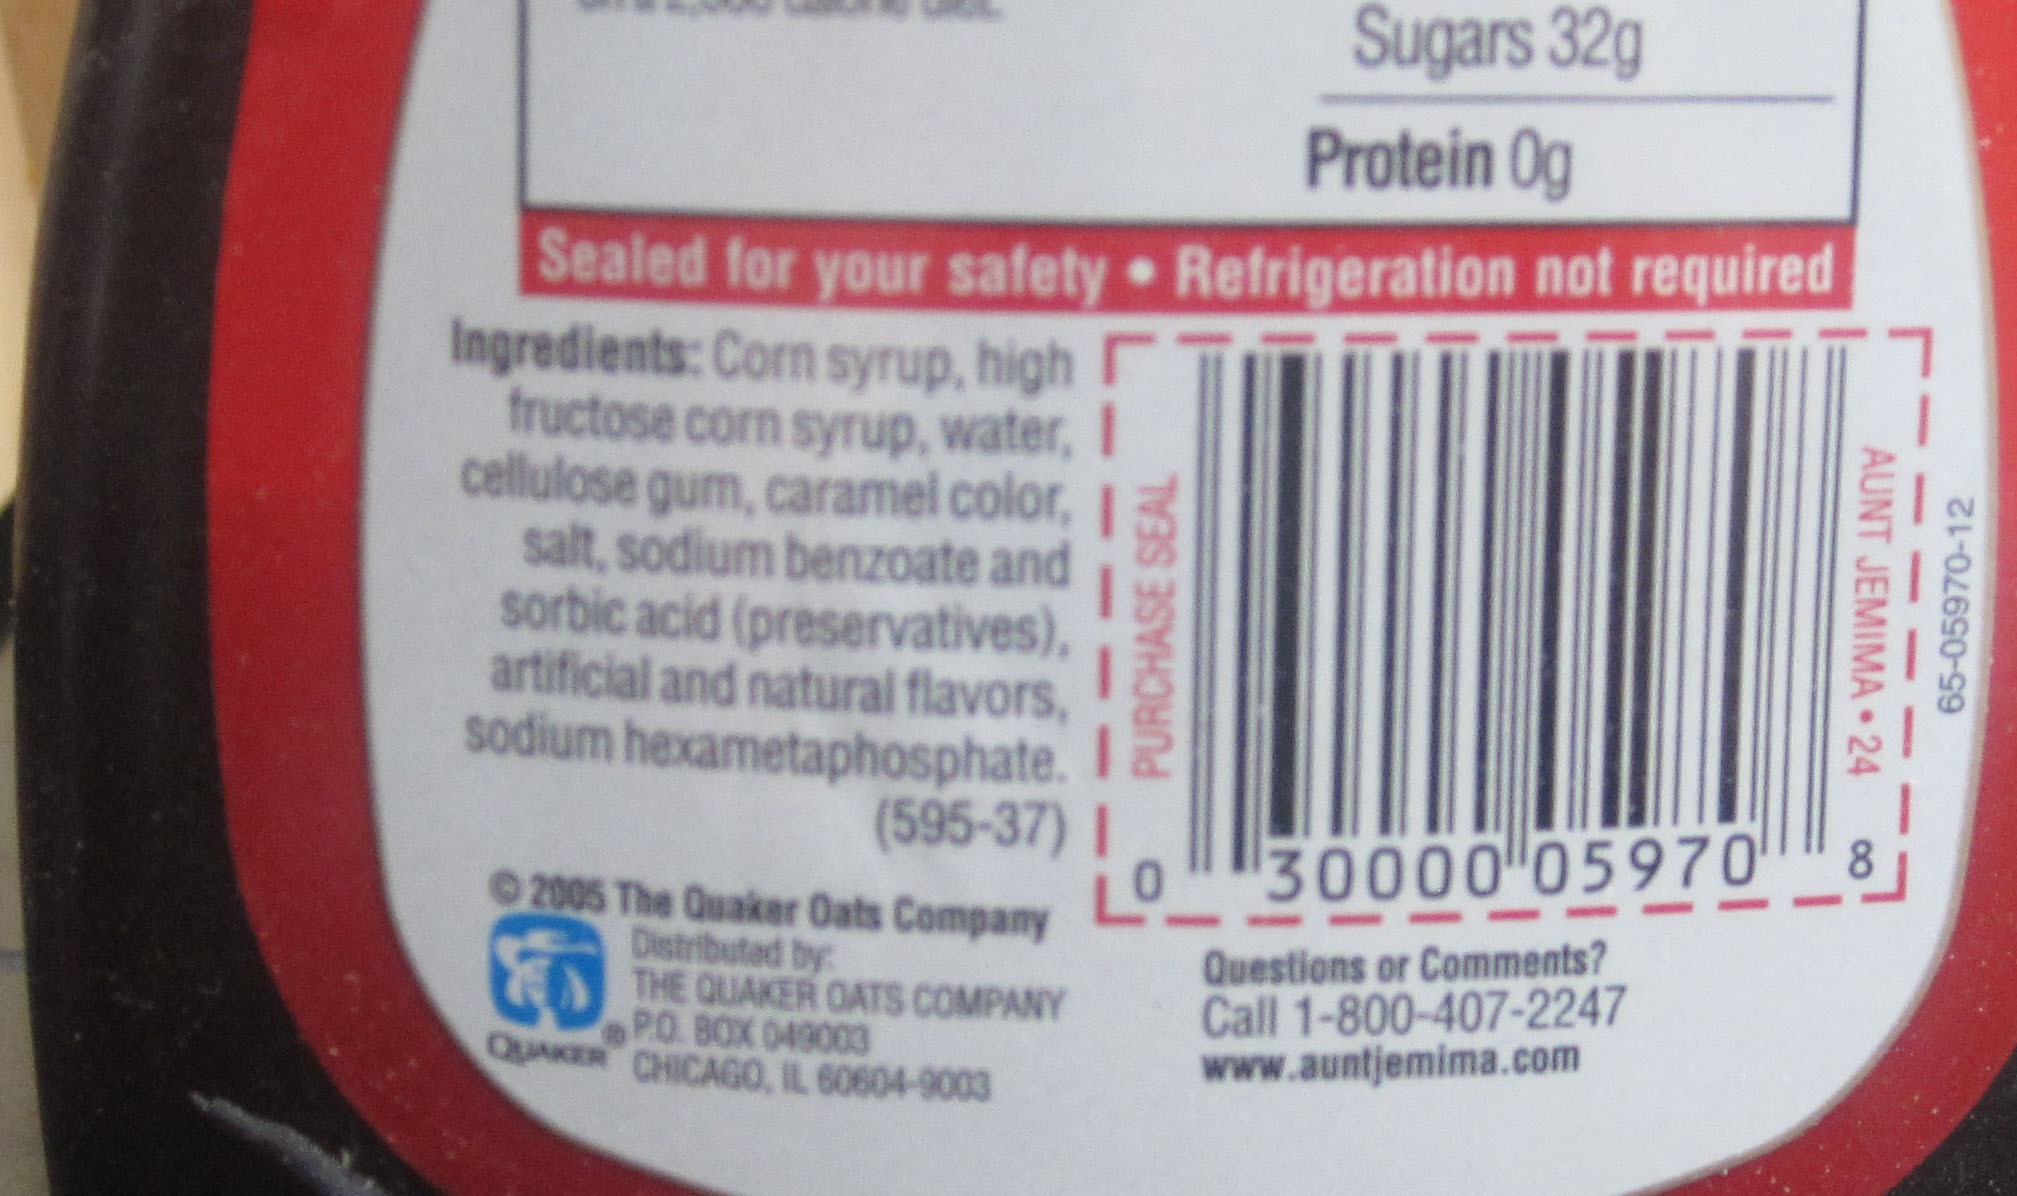 Sugars 32g
Protein 0g
Sealed for your safety • Refrigeration not required
Ingredients: Corn syrup, high
fructose corn syrup, water,
cellulose gum, caramel color,
salt, sodium benzoate and
sorbic acid (preservatives),
artificial and natural flavors,
sodium hexametaphosphate.
(595-37)
© 2005 The Quaker Oats Company
Distributed by:
THE QUAKER OATS COMPANY
P.O. BOX 049003
CHICAGO, IL 60604-9003
QUAKER®
PURCHASE SEAL
0 30000 05970 8
AUNT JEMIMA • 24
65-05970-12
Questions or Comments?
Call 1-800-407-2247
www.auntjemima.com